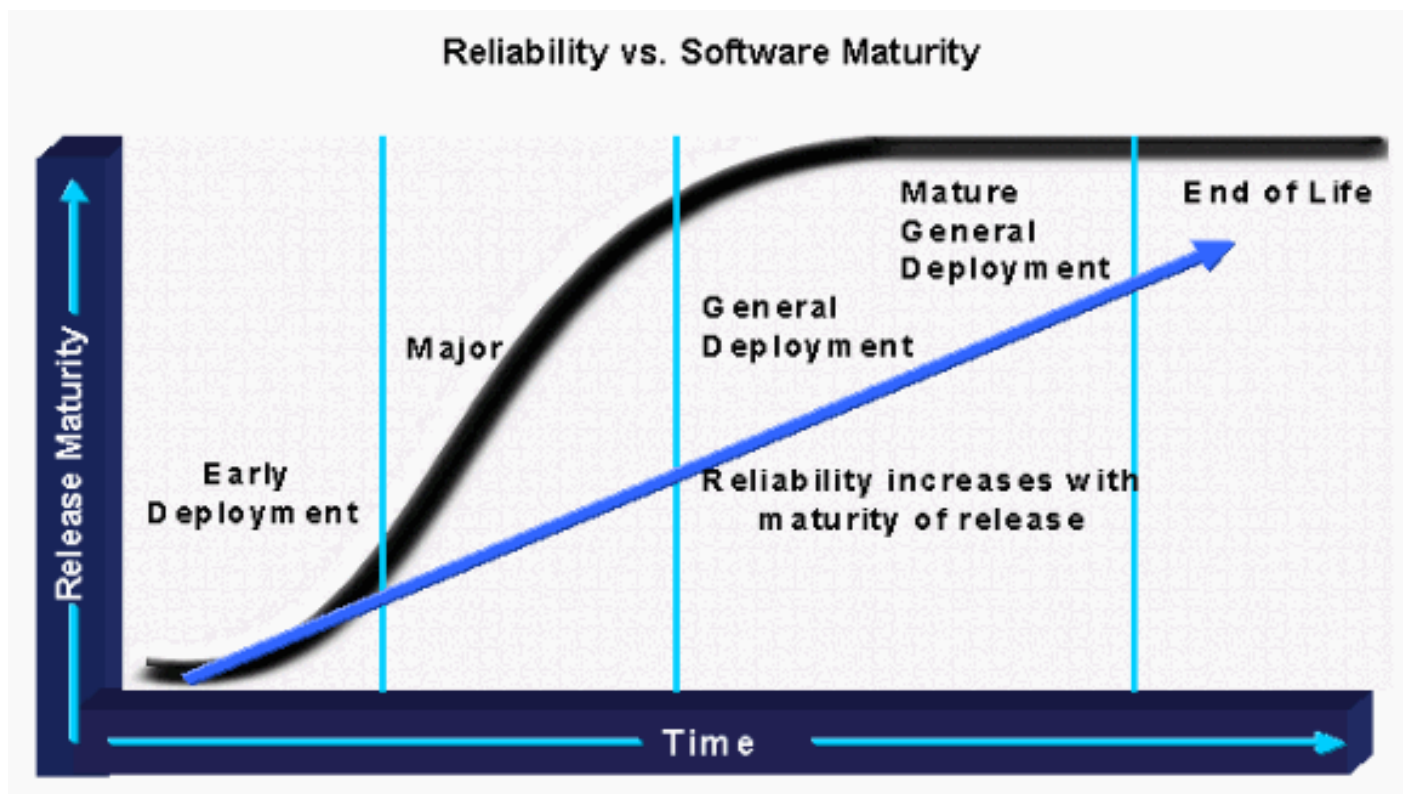 Reliability vs. Software Maturity
Mature
General
Deployment
End of Life
General
Deployment
Major
Early
Deployment
Reliability increases with
maturity of release
Release Maturity
Time